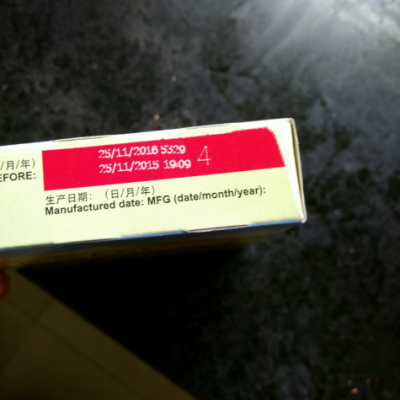 25/11/2016 5329
25/11/2015 19:09 4
/月/年)
EFORE:
生产日期: (日/月/年)
Manufactured date: MFG (date/month/year):